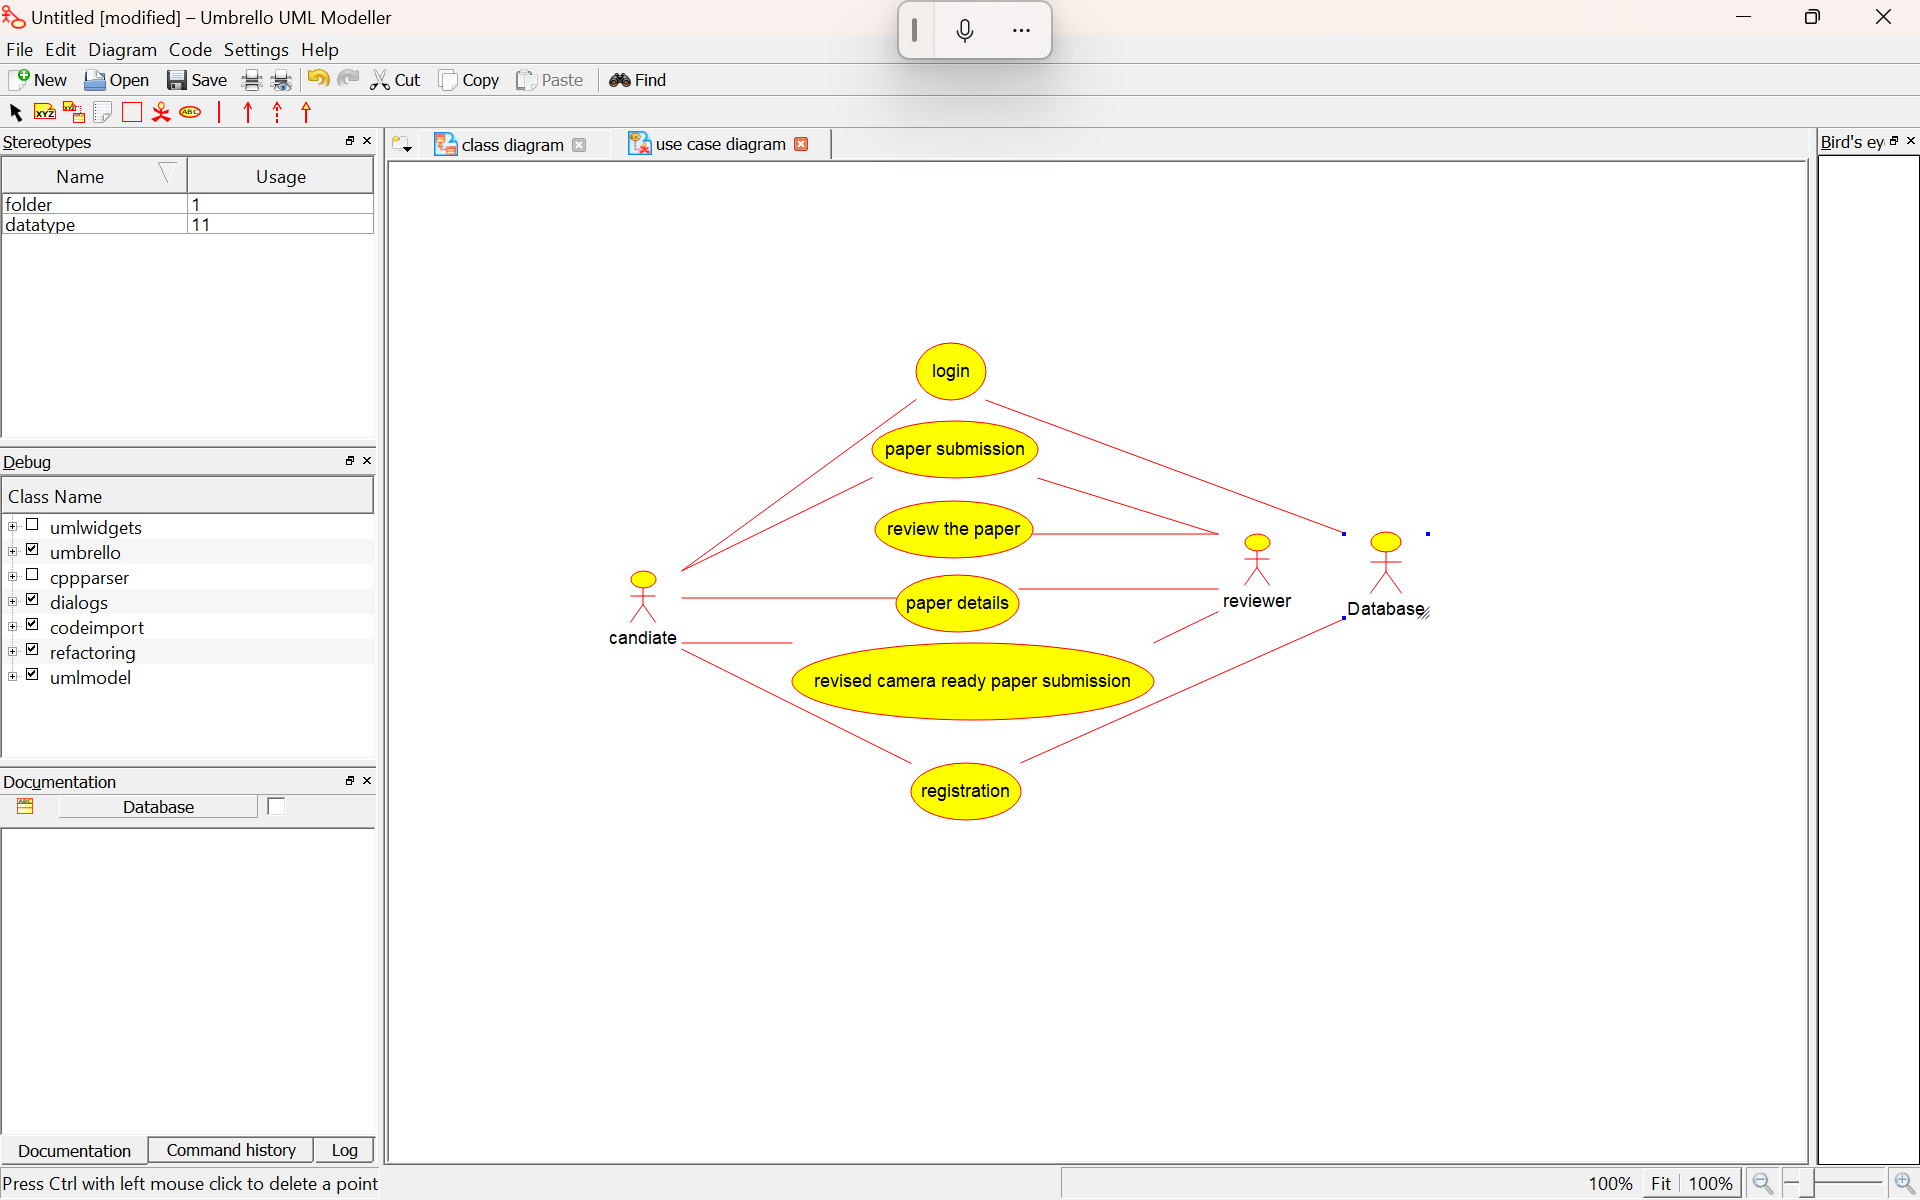 Untitled [modified] – Umbrello UML Modeller
File Edit Diagram Code Settings Help
New Open Save Cut Copy Paste Find
XYZ XYZ ABC
Stereotypes
Name Usage
folder 1
datatype 11
Debug
Class Name
umlwidgets
umbrello
cppparser
dialogs
codeimport
refactoring
umlmodel
Documentation
Database
Documentation Command history Log
Press Ctrl with left mouse click to delete a point
class diagram use case diagram
login
paper submission
review the paper
paper details
revised camera ready paper submission
registration
candiate
reviewer
Database
Bird's ey
100% Fit 100%